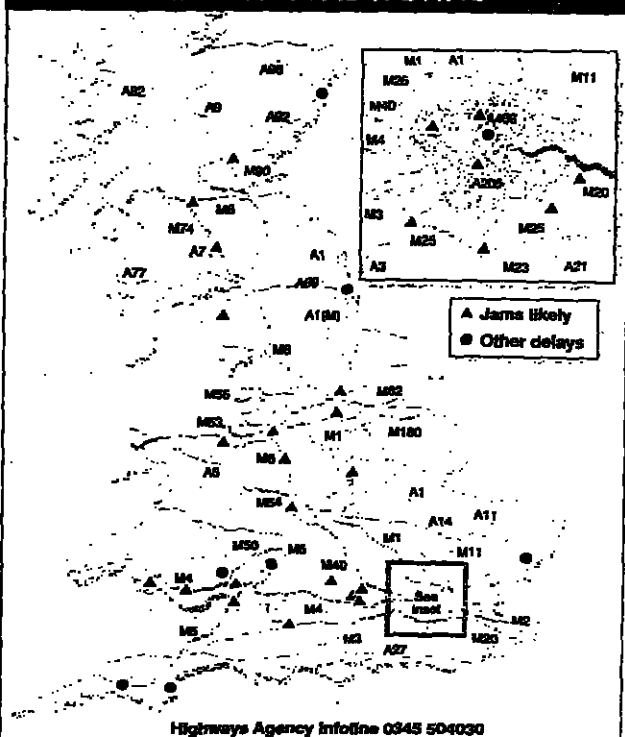 A96
A82
A9
A92
M90
M8
M74
A7
A77
A1
A69
A1(M)
M6
M55
M62
M53
M1
M180
M6
A5
A1
M54
A14
A11
M1
M50
M5
M11
M40
M4
See
inset
M4
M2
M5
M3
M20
A27
M1
A1
M25
M11
M40
A406
M4
A205
M20
M3
M25
M25
A3
M23
A21
Jams likely
Other delays
Highways Agency Infoline 0345 504030